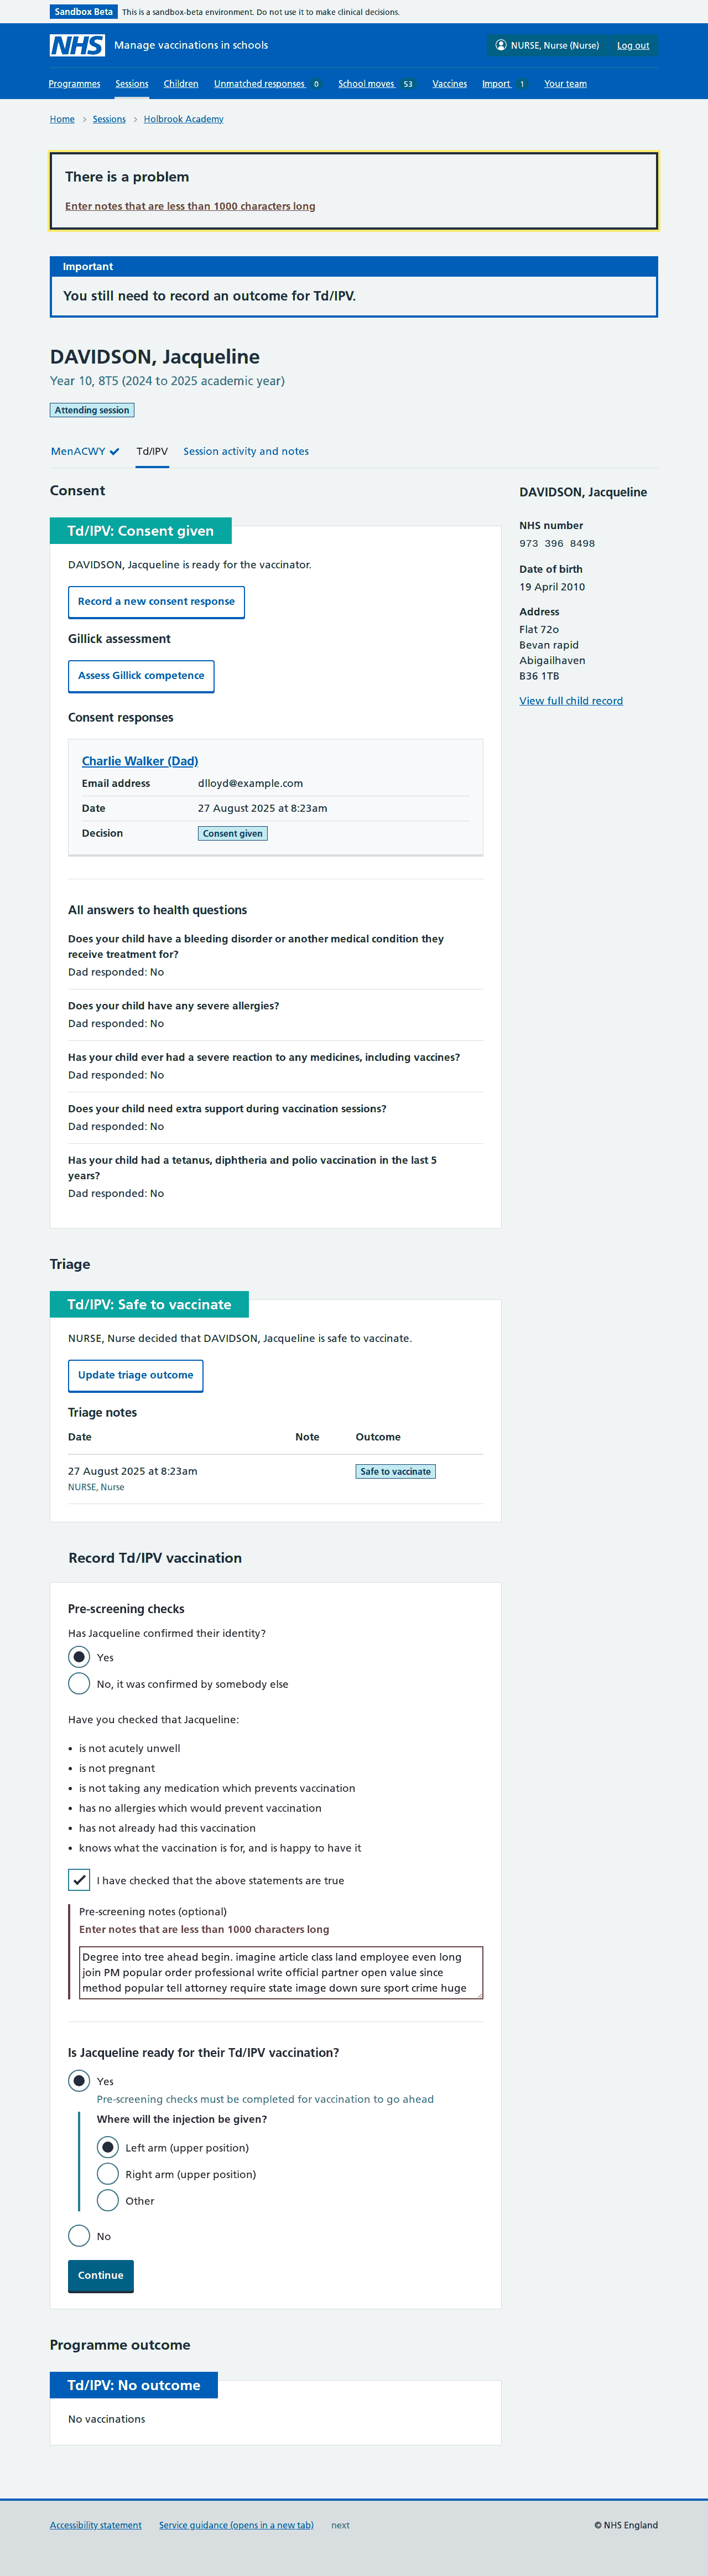 Sandbox Beta This is a sandbox-beta environment. Do not use it to make clinical decisions.
NHS Manage vaccinations in schools NURSE, Nurse (Nurse) Log out
Programmes Sessions Children Unmatched responses 0 School moves 53 Vaccines Import 1 Your team
Home Sessions Holbrook Academy
There is a problem
Enter notes that are less than 1000 characters long
Important
You still need to record an outcome for Td/IPV.
DAVIDSON, Jacqueline
Year 10, 8T5 (2024 to 2025 academic year)
Attending session
MenACWY Td/IPV Session activity and notes
Consent
Td/IPV: Consent given
DAVIDSON, Jacqueline is ready for the vaccinator.
Record a new consent response
Gillick assessment
Assess Gillick competence
Consent responses
Charlie Walker (Dad)
Email address dlloyd@example.com
Date 27 August 2025 at 8:23am
Decision Consent given
All answers to health questions
Does your child have a bleeding disorder or another medical condition they
receive treatment for?
Dad responded: No
Does your child have any severe allergies?
Dad responded: No
Has your child ever had a severe reaction to any medicines, including vaccines?
Dad responded: No
Does your child need extra support during vaccination sessions?
Dad responded: No
Has your child had a tetanus, diphtheria and polio vaccination in the last 5
years?
Dad responded: No
DAVIDSON, Jacqueline
NHS number
973 396 8498
Date of birth
19 April 2010
Address
Flat 72o
Bevan rapid
Abigailhaven
B36 1TB
View full child record
Triage
Td/IPV: Safe to vaccinate
NURSE, Nurse decided that DAVIDSON, Jacqueline is safe to vaccinate.
Update triage outcome
Triage notes
Date Note Outcome
27 August 2025 at 8:23am Safe to vaccinate
NURSE, Nurse
Record Td/IPV vaccination
Pre-screening checks
Has Jacqueline confirmed their identity?
Yes
No, it was confirmed by somebody else
Have you checked that Jacqueline:
• is not acutely unwell
• is not pregnant
• is not taking any medication which prevents vaccination
• has no allergies which would prevent vaccination
• has not already had this vaccination
• knows what the vaccination is for, and is happy to have it
I have checked that the above statements are true
Pre-screening notes (optional)
Enter notes that are less than 1000 characters long
Degree into tree ahead begin. imagine article class land employee even long
join PM popular order professional write official partner open value since
method popular tell attorney require state image down sure sport crime huge
Is Jacqueline ready for their Td/IPV vaccination?
Yes
Pre-screening checks must be completed for vaccination to go ahead
Where will the injection be given?
Left arm (upper position)
Right arm (upper position)
Other
No
Continue
Programme outcome
Td/IPV: No outcome
No vaccinations
Accessibility statement Service guidance (opens in a new tab) next © NHS England